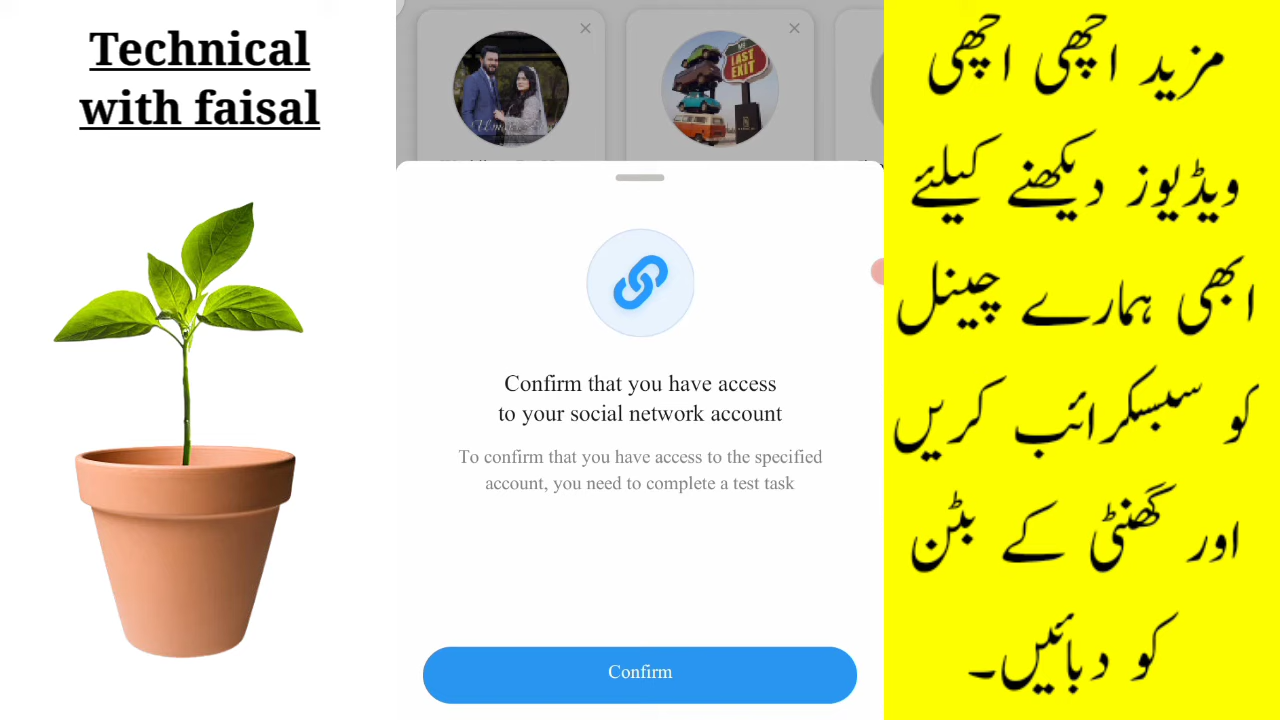 Technical
with faisal
LAST
EXIT
Confirm that you have access
to your social network account
To confirm that you have access to the specified
account, you need to complete a test task
Confirm
مزید اچھی اچھی
ویڈیوز دیکھنے کیلئے
ابھی ہمارے چینل
کو سبسکرائب کریں
اور گھنٹی کے بٹن
کو دبائیں۔